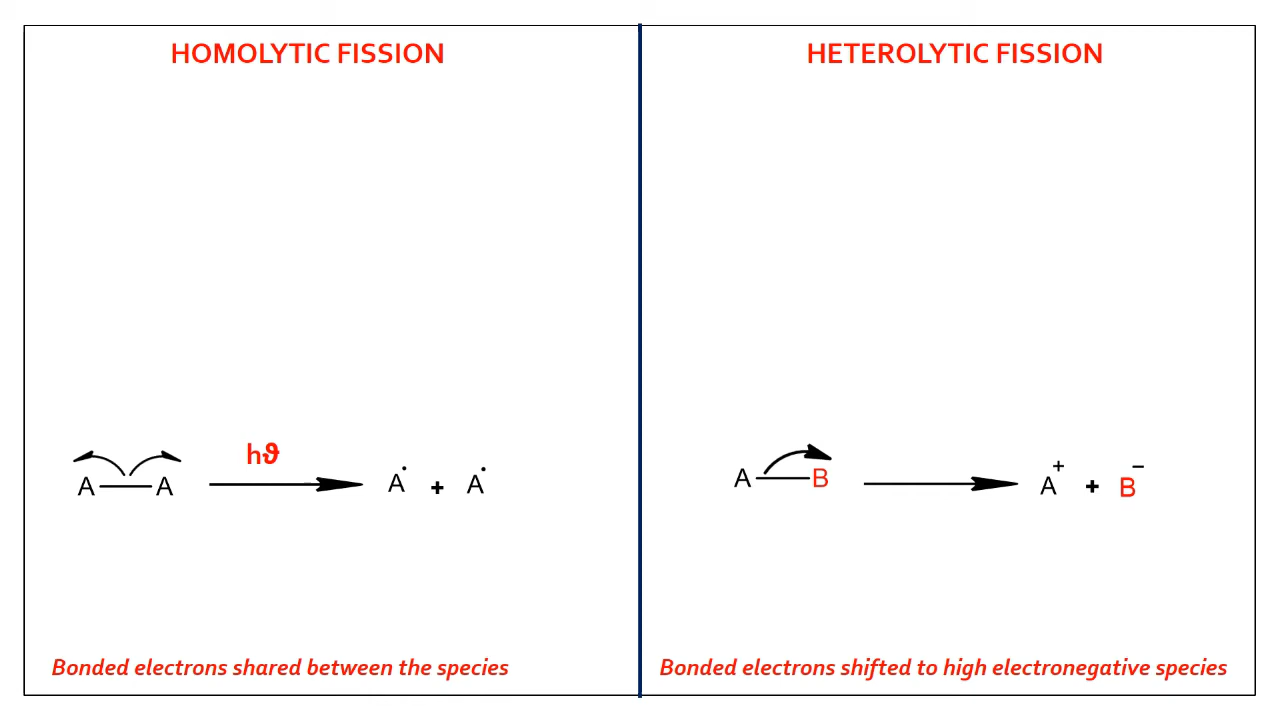 HOMOLYTIC FISSION
A — A hϑ A˙ + A˙
Bonded electrons shared between the species
HETEROLYTIC FISSION
A — B A⁺ + B⁻
Bonded electrons shifted to high electronegative species